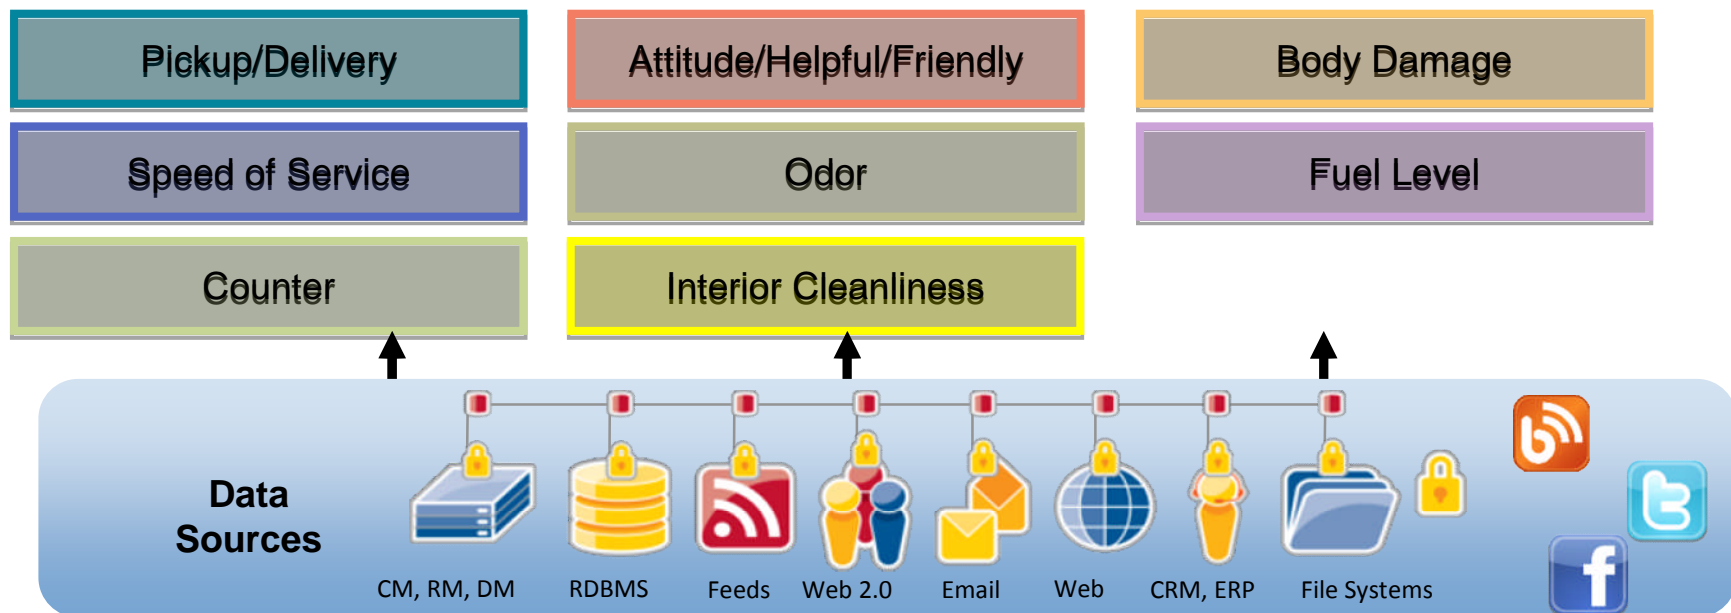 Pickup/Delivery
Attitude/Helpful/Friendly
Body Damage
Speed of Service
Odor
Fuel Level
Counter
Interior Cleanliness
Data
Sources
CM, RM, DM
RDBMS
Feeds
Web 2.0
Email
Web
CRM, ERP
File Systems